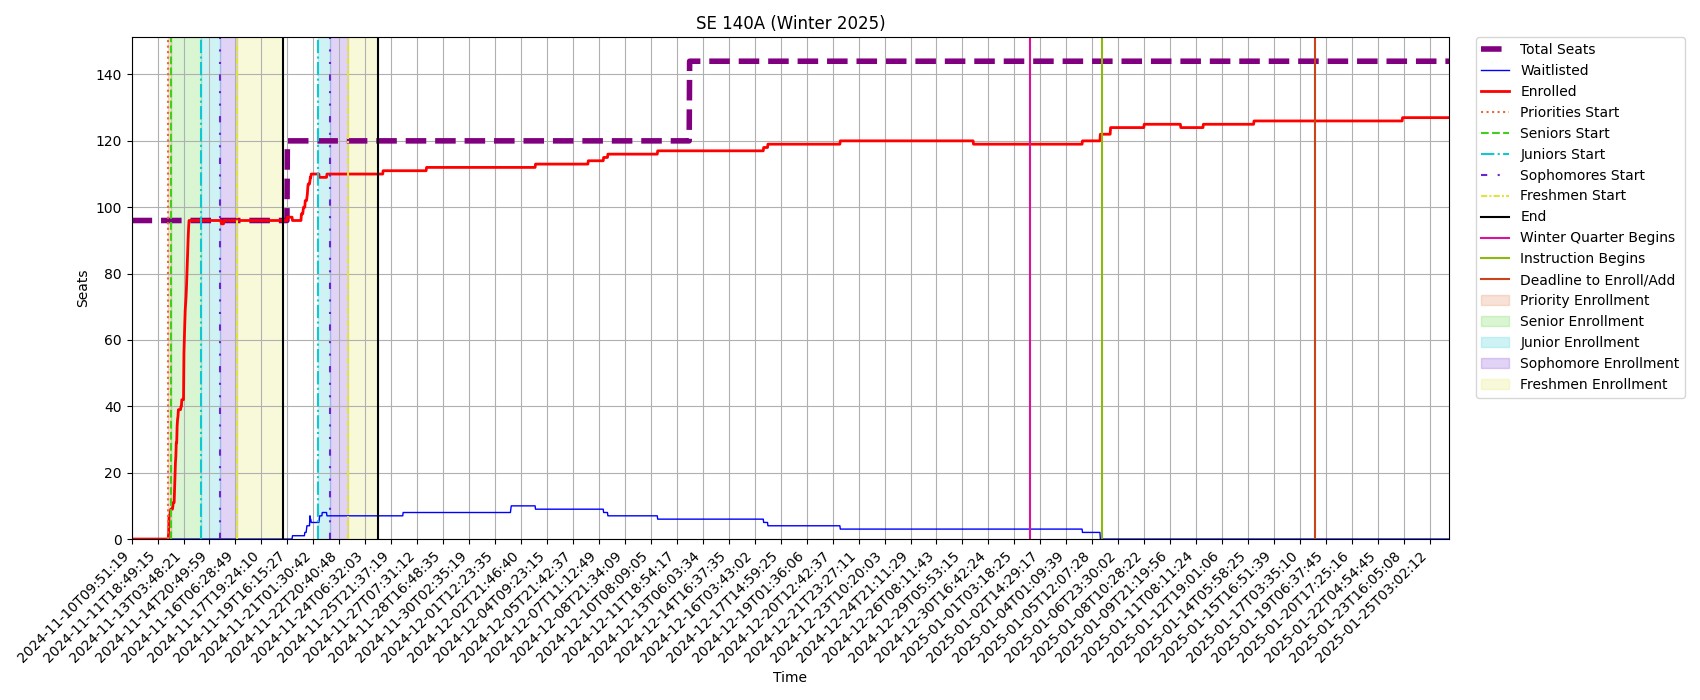 SE 140A (Winter 2025)
Seats
140
120
100
80
60
40
20
0
2024-11-10T09:51:19
2024-11-11T18:49:15
2024-11-13T03:48:21
2024-11-14T20:49:59
2024-11-16T06:28:49
2024-11-17T19:24:10
2024-11-19T16:15:27
2024-11-21T01:30:42
2024-11-22T20:40:48
2024-11-24T06:32:03
2024-11-25T21:37:19
2024-11-27T07:31:12
2024-11-28T16:48:35
2024-11-30T02:35:19
2024-12-01T12:23:35
2024-12-02T21:46:40
2024-12-04T09:23:15
2024-12-05T21:42:37
2024-12-07T11:12:49
2024-12-08T21:34:09
2024-12-10T08:09:05
2024-12-11T18:54:17
2024-12-13T06:03:34
2024-12-14T16:37:35
2024-12-16T03:43:02
2024-12-17T14:59:25
2024-12-19T01:36:06
2024-12-20T12:42:37
2024-12-21T23:27:11
2024-12-23T10:20:03
2024-12-24T21:11:29
2024-12-26T08:11:43
2024-12-29T05:53:15
2024-12-30T16:42:24
2025-01-01T03:18:25
2025-01-02T14:29:17
2025-01-04T01:09:39
2025-01-05T12:07:28
2025-01-06T23:30:02
2025-01-08T10:28:22
2025-01-09T21:19:56
2025-01-11T08:11:24
2025-01-12T19:01:06
2025-01-14T05:58:25
2025-01-15T16:51:39
2025-01-17T03:35:10
2025-01-19T06:37:45
2025-01-20T17:25:16
2025-01-22T04:54:45
2025-01-23T16:05:08
2025-01-25T03:02:12
Time
Total Seats
Waitlisted
Enrolled
Priorities Start
Seniors Start
Juniors Start
Sophomores Start
Freshmen Start
End
Winter Quarter Begins
Instruction Begins
Deadline to Enroll/Add
Priority Enrollment
Senior Enrollment
Junior Enrollment
Sophomore Enrollment
Freshmen Enrollment